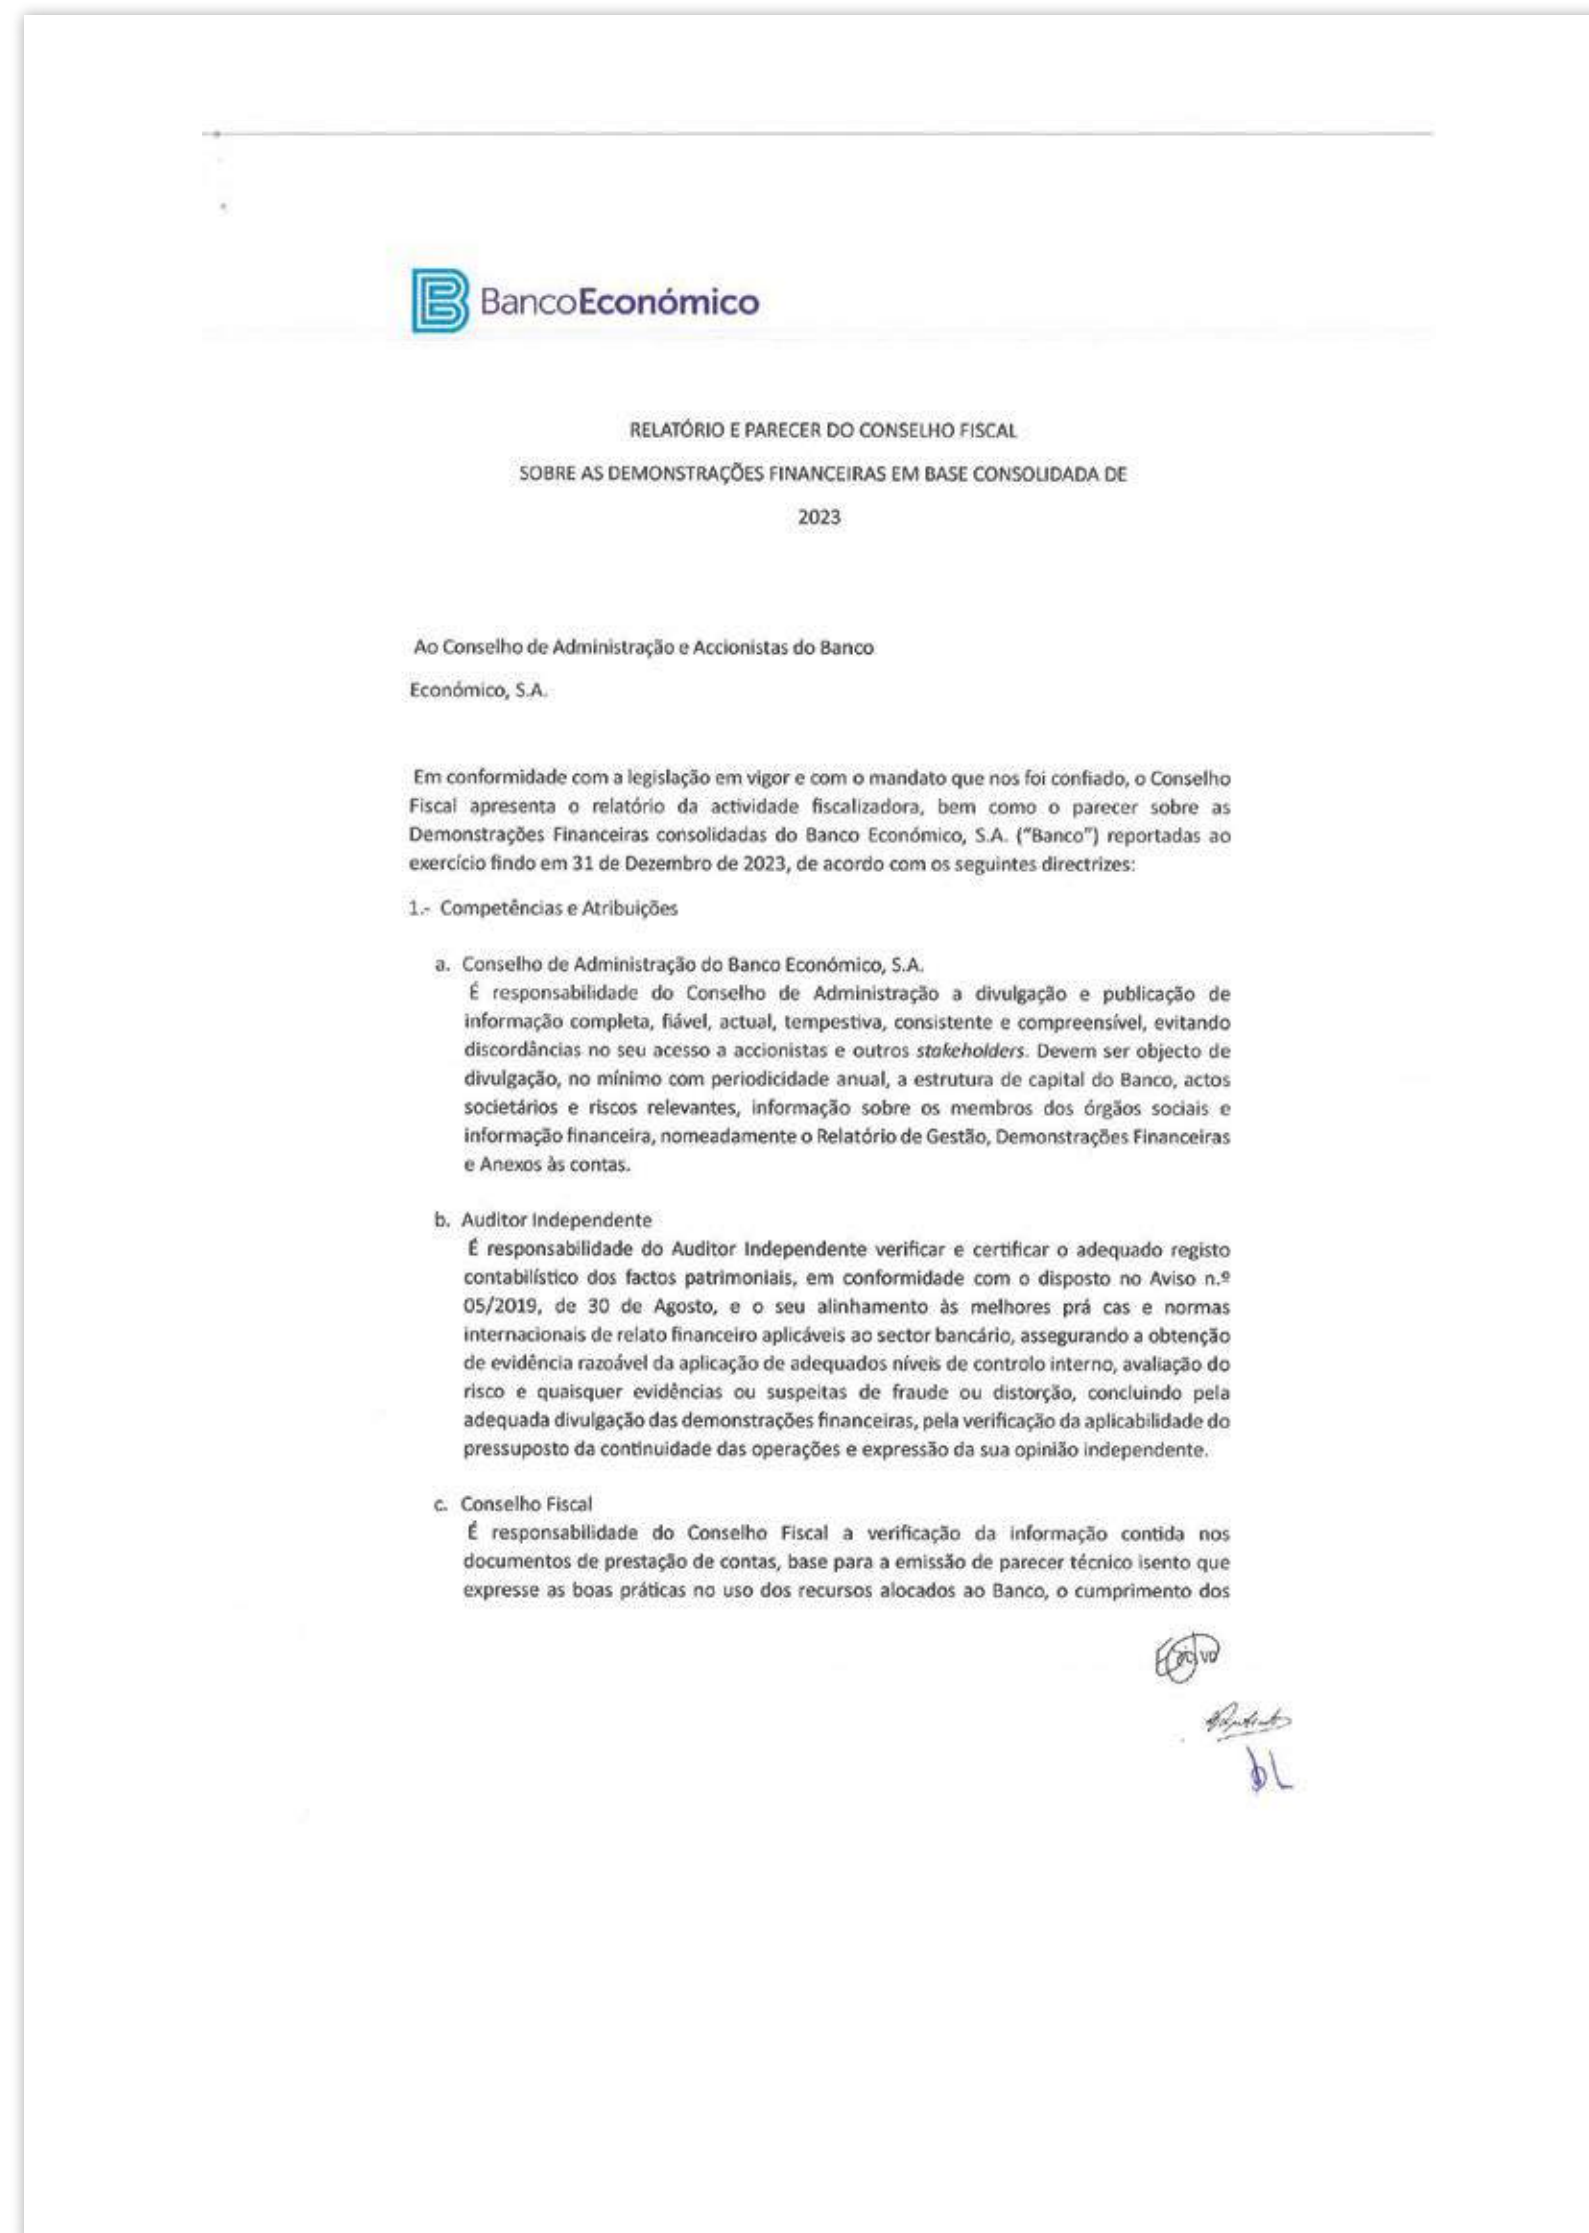 BancoEconómico
RELATÓRIO E PARECER DO CONSELHO FISCAL
SOBRE AS DEMONSTRAÇÕES FINANCEIRAS EM BASE CONSOLIDADA DE
2023
Ao Conselho de Administração e Accionistas do Banco
Económico, S.A.
Em conformidade com a legislação em vigor e com o mandato que nos foi confiado, o Conselho
Fiscal apresenta o relatório da actividade fiscalizadora, bem como o parecer sobre as
Demonstrações Financeiras consolidadas do Banco Económico, S.A. (“Banco”) reportadas ao
exercício findo em 31 de Dezembro de 2023, de acordo com os seguintes directrizes:
1.- Competências e Atribuições
a. Conselho de Administração do Banco Económico, S.A.
É responsabilidade do Conselho de Administração a divulgação e publicação de
informação completa, fiável, actual, tempestiva, consistente e compreensível, evitando
discordâncias no seu acesso a accionistas e outros stakeholders. Devem ser objecto de
divulgação, no mínimo com periodicidade anual, a estrutura de capital do Banco, actos
societários e riscos relevantes, informação sobre os membros dos órgãos sociais e
informação financeira, nomeadamente o Relatório de Gestão, Demonstrações Financeiras
e Anexos às contas.
b. Auditor Independente
É responsabilidade do Auditor Independente verificar e certificar o adequado registo
contabilístico dos factos patrimoniais, em conformidade com o disposto no Aviso n.º
05/2019, de 30 de Agosto, e o seu alinhamento às melhores prá cas e normas
internacionais de relato financeiro aplicáveis ao sector bancário, assegurando a obtenção
de evidência razoável da aplicação de adequados níveis de controlo interno, avaliação do
risco e quaisquer evidências ou suspeitas de fraude ou distorção, concluindo pela
adequada divulgação das demonstrações financeiras, pela verificação da aplicabilidade do
pressuposto da continuidade das operações e expressão da sua opinião independente.
c. Conselho Fiscal
É responsabilidade do Conselho Fiscal a verificação da informação contida nos
documentos de prestação de contas, base para a emissão de parecer técnico isento que
expresse as boas práticas no uso dos recursos alocados ao Banco, o cumprimento dos